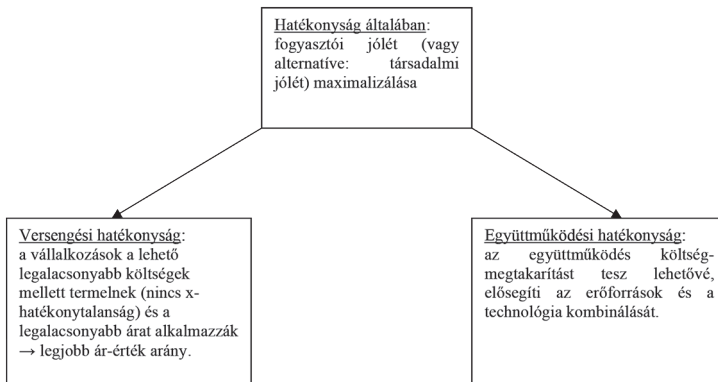 Hatékonyság általában:
fogyasztói jólét (vagy
alternatíve: társadalmi
jólét) maximalizálása
Versengési hatékonyság:
a vállalkozások a lehető
legalacsonyabb költségek
mellett termelnek (nincs x-
hatékonytalanság) és a
legalacsonyabb árat alkalmazzák
→ legjobb ár-érték arány.
Együttműködési hatékonyság:
az együttműködés költség-
megtakarítást tesz lehetővé,
elősegíti az erőforrások és a
technológia kombinálását.